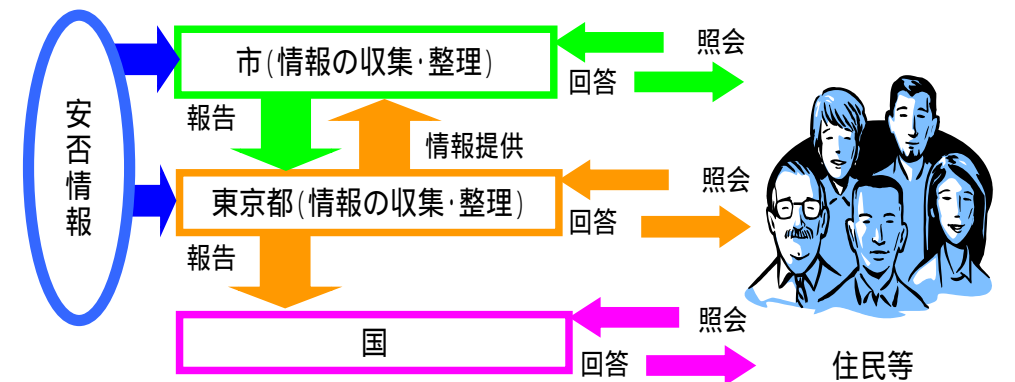 安否情報
市(情報の収集･整理)
照会
回答
報告
情報提供
東京都(情報の収集･整理)
照会
回答
報告
国
照会
回答
住民等